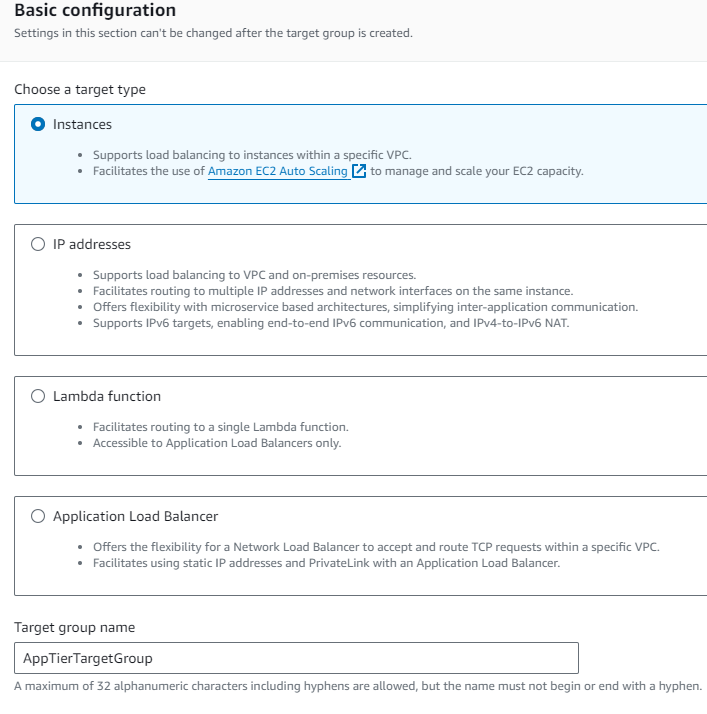 Basic configuration
Settings in this section can't be changed after the target group is created.
Choose a target type
Instances
Supports load balancing to instances within a specific VPC.
Facilitates the use of Amazon EC2 Auto Scaling to manage and scale your EC2 capacity.
IP addresses
Supports load balancing to VPC and on-premises resources.
Facilitates routing to multiple IP addresses and network interfaces on the same instance.
Offers flexibility with microservice based architectures, simplifying inter-application communication.
Supports IPv6 targets, enabling end-to-end IPv6 communication, and IPv4-to-IPv6 NAT.
Lambda function
Facilitates routing to a single Lambda function.
Accessible to Application Load Balancers only.
Application Load Balancer
Offers the flexibility for a Network Load Balancer to accept and route TCP requests within a specific VPC.
Facilitates using static IP addresses and PrivateLink with an Application Load Balancer.
Target group name
AppTierTargetGroup
A maximum of 32 alphanumeric characters including hyphens are allowed, but the name must not begin or end with a hyphen.